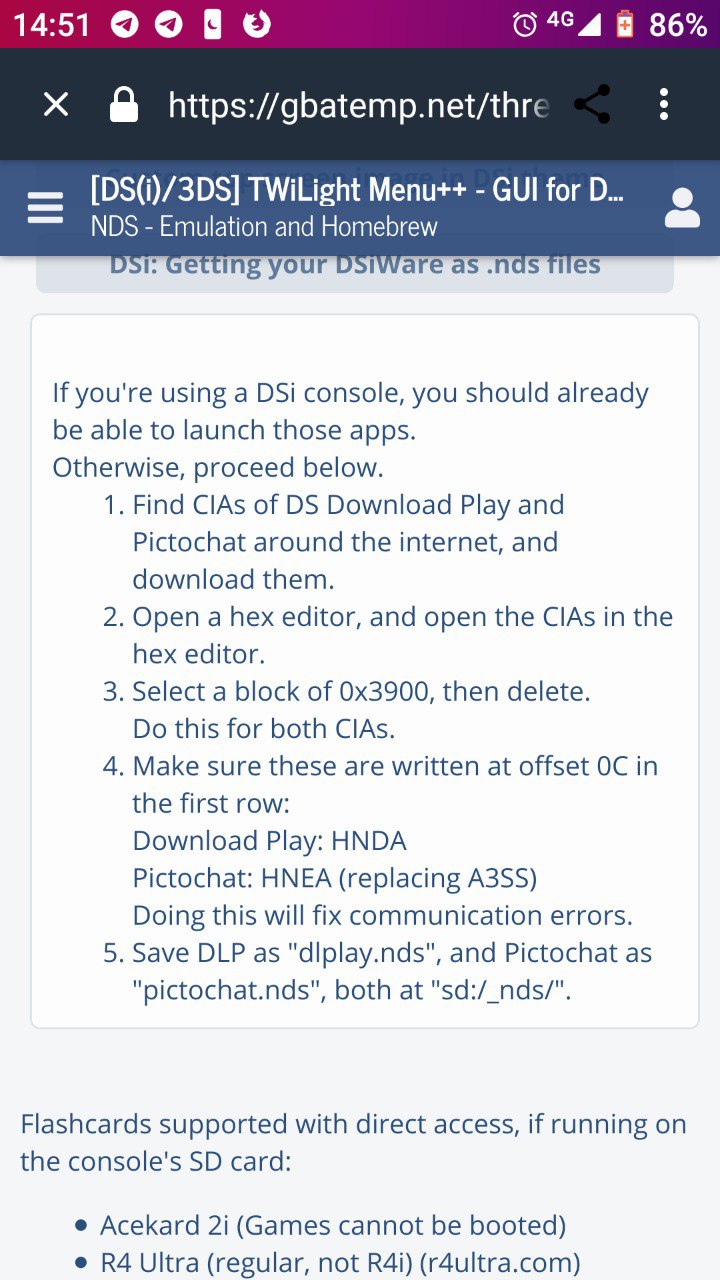 14:51
4G
86%
https://gbatemp.net/thre
[DS(i)/3DS] TWiLight Menu++ - GUI for D...
NDS - Emulation and Homebrew
DSi: Getting your DSiWare as .nds files
If you're using a DSi console, you should already
be able to launch those apps.
Otherwise, proceed below.
1. Find CIAs of DS Download Play and
Pictochat around the internet, and
download them.
2. Open a hex editor, and open the CIAs in the
hex editor.
3. Select a block of 0x3900, then delete.
Do this for both CIAs.
4. Make sure these are written at offset 0C in
the first row:
Download Play: HNDA
Pictochat: HNEA (replacing A3SS)
Doing this will fix communication errors.
5. Save DLP as "dlplay.nds", and Pictochat as
"pictochat.nds", both at "sd:/_nds/".
Flashcards supported with direct access, if running on
the console's SD card:
• Acekard 2i (Games cannot be booted)
• R4 Ultra (regular, not R4i) (r4ultra.com)